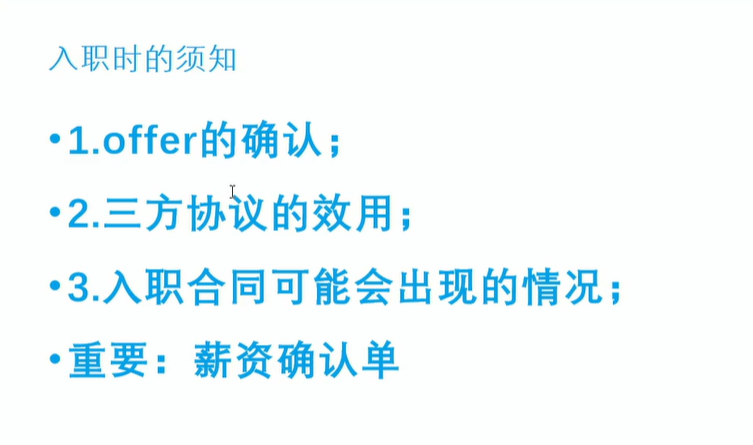 入职时的须知
•1.offer的确认；
•2.三方协议的效用；
•3.入职合同可能会出现的情况；
•重要：薪资确认单